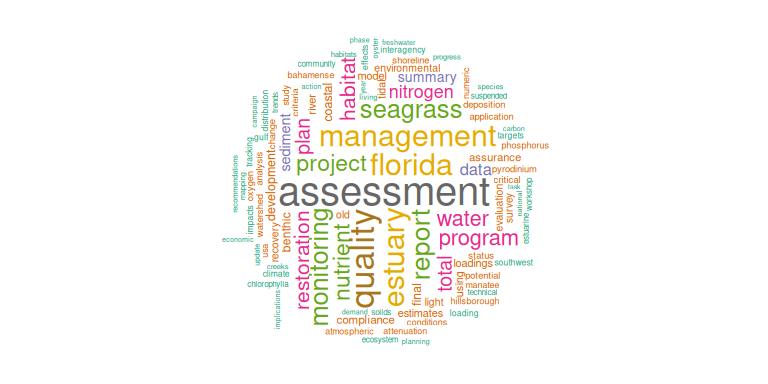 phase
freshwater
oyster
interagency
habitats
effects
progress
shoreline
community
environmental
bahamense
model
summary
numeric
species
action
year
tidal
living
nitrogen
suspended
study
criteria
river
coastal
habitat
seagrass
deposition
trends
campaign
distribution
application
gulf
change
sediment
plan
management
carbon
targets
phosphorus
tracking
analysis
project
florida
data
assurance
pyrodinium
recommendations
mapping
oxygen
development
assessment
critical
task
national
workshop
estuarine
impacts
watershed
old
quality
estuary
report
water
evaluation
survey
economic
recovery
benthic
restoration
monitoring
nutrient
program
update
usa
status
creeks
climate
total
loadings
southwest
using
potential
chlorophylla
manatee
technical
final
light
hillsborough
implications
demand
solids
estimates
loading
compliance
conditions
atmospheric
attenuation
ecosystem
planning